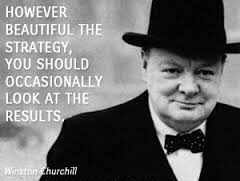 HOWEVER
BEAUTIFUL THE
STRATEGY,
YOU SHOULD
OCCASIONALLY
LOOK AT THE
RESULTS.
Winston Churchill